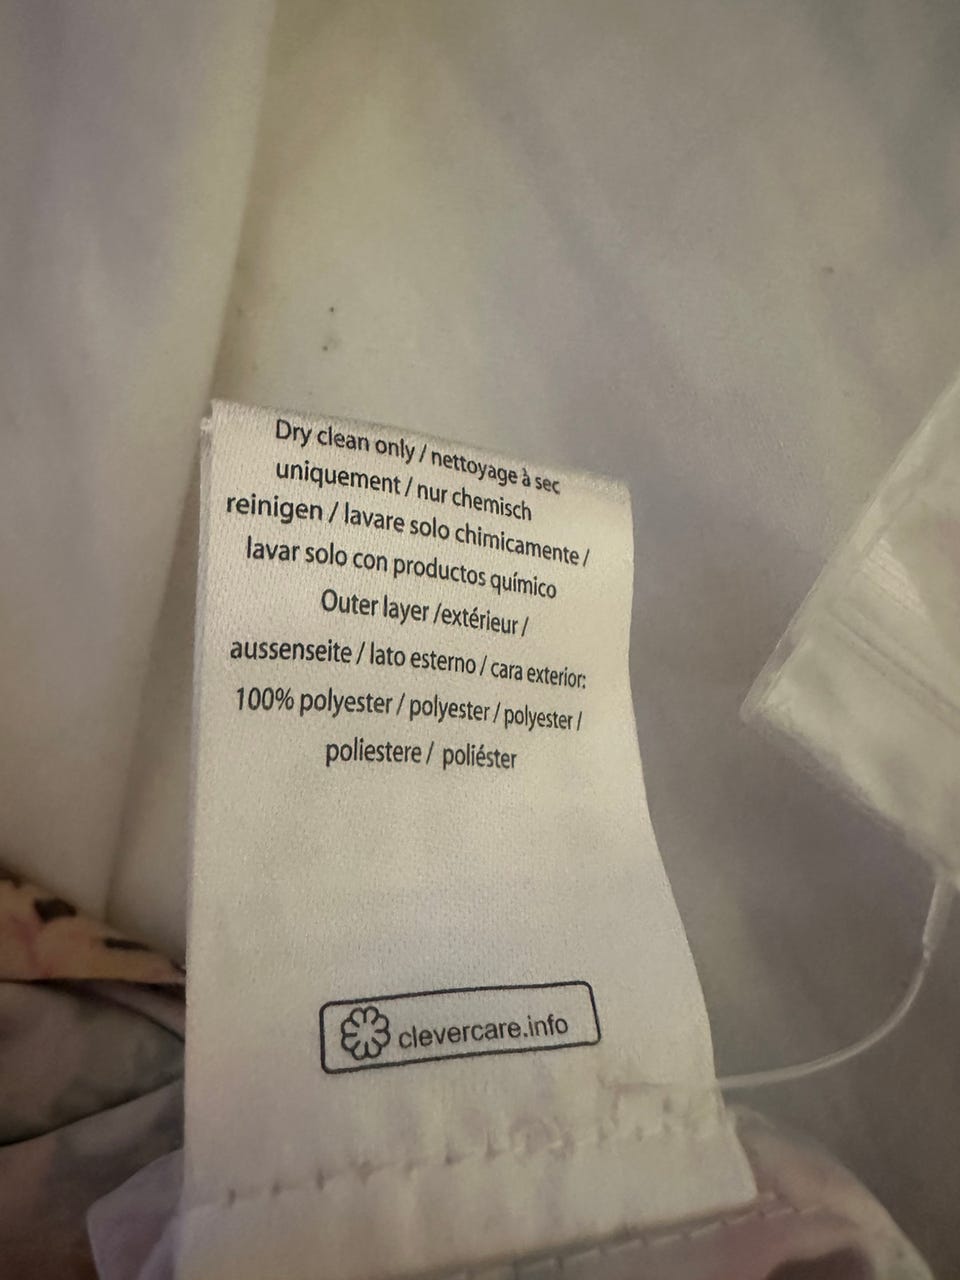 Dry clean only / nettoyage à sec
uniquement / nur chemisch
reinigen / lavare solo chimicamente /
lavar solo con productos químico
Outer layer /extérieur /
aussenseite / lato esterno / cara exterior:
100% polyester / polyester / polyester /
poliestere / poliéster
clevercare.info